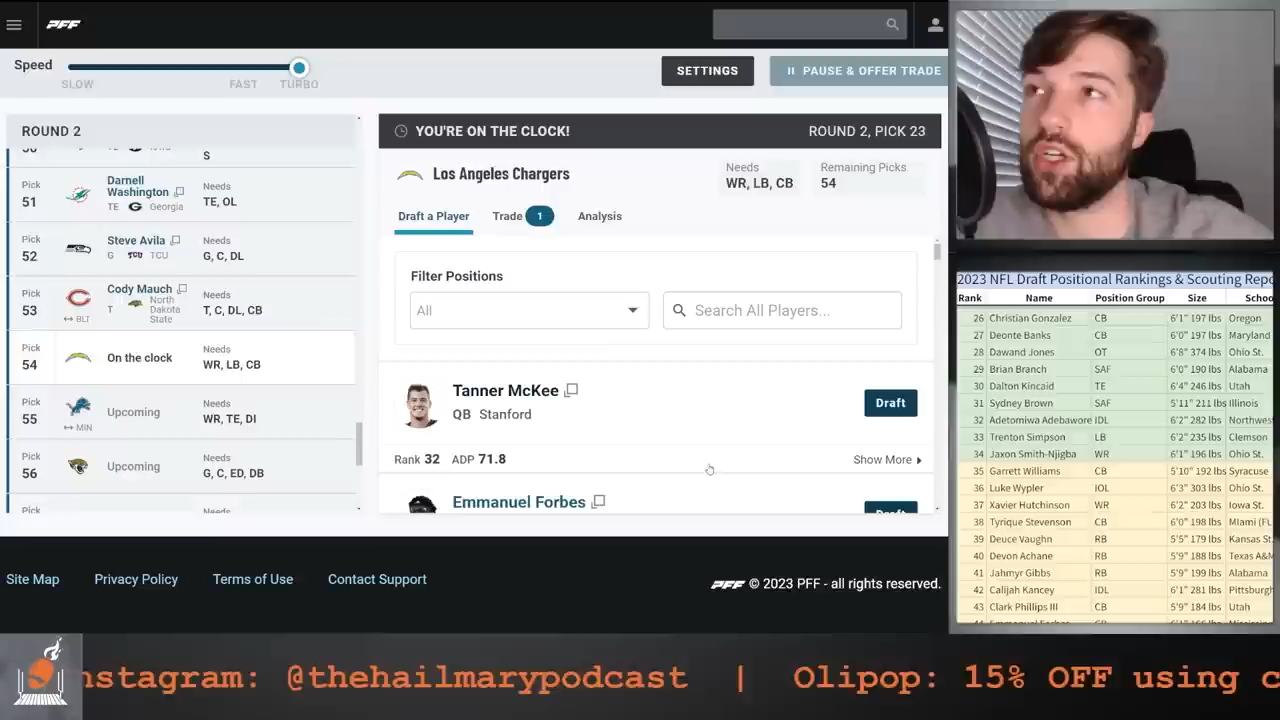 PFF
Speed
SLOW
FAST
TURBO
SETTINGS
PAUSE & OFFER TRADE
ROUND 2
S
Pick
51
Darnell
Washington
TE
Georgia
Needs
TE, OL
Pick
52
Steve Avila
G
TCU
TCU
Needs
G, C, DL
Pick
53
↔ BLT
Cody Mauch
T
North
Dakota
State
Needs
T, C, DL, CB
Pick
54
On the clock
Needs
WR, LB, CB
Pick
55
↔ MIN
Upcoming
Needs
WR, TE, DI
Pick
56
Upcoming
Needs
G, C, ED, DB
Pick
YOU'RE ON THE CLOCK!
ROUND 2, PICK 23
Los Angeles Chargers
Needs
WR, LB, CB
Remaining Picks
54
Draft a Player
Trade 1
Analysis
Filter Positions
All
Search All Players...
Tanner McKee
QB Stanford
Draft
Rank 32 ADP 71.8
Show More
Emmanuel Forbes
Draft
Site Map
Privacy Policy
Terms of Use
Contact Support
PFF © 2023 PFF - all rights reserved.
2023 NFL Draft Positional Rankings & Scouting Repo
Rank Name Position Group Size Schoo
26 Christian Gonzalez CB 6'1" 197 lbs Oregon
27 Deonte Banks CB 6'0" 197 lbs Maryland
28 Dawand Jones OT 6'8" 374 lbs Ohio St.
29 Brian Branch SAF 6'0" 190 lbs Alabama
30 Dalton Kincaid TE 6'4" 246 lbs Utah
31 Sydney Brown SAF 5'11" 211 lbs Illinois
32 Adetomiwa Adebawore IDL 6'2" 282 lbs Northwes
33 Trenton Simpson LB 6'2" 235 lbs Clemson
34 Jaxon Smith-Njigba WR 6'1" 196 lbs Ohio St.
35 Garrett Williams CB 5'10" 192 lbs Syracuse
36 Luke Wypler IOL 6'3" 303 lbs Ohio St.
37 Xavier Hutchinson WR 6'2" 203 lbs Iowa St.
38 Tyrique Stevenson CB 6'0" 198 lbs MIami (FL
39 Deuce Vaughn RB 5'5" 179 lbs Kansas St.
40 Devon Achane RB 5'9" 188 lbs Texas A&M
41 Jahmyr Gibbs RB 5'9" 199 lbs Alabama
42 Calijah Kancey IDL 6'1" 281 lbs Pittsburgh
43 Clark Phillips III CB 5'9" 184 lbs Utah
nstagram: @thehailmarypodcast | Olipop: 15% OFF using c